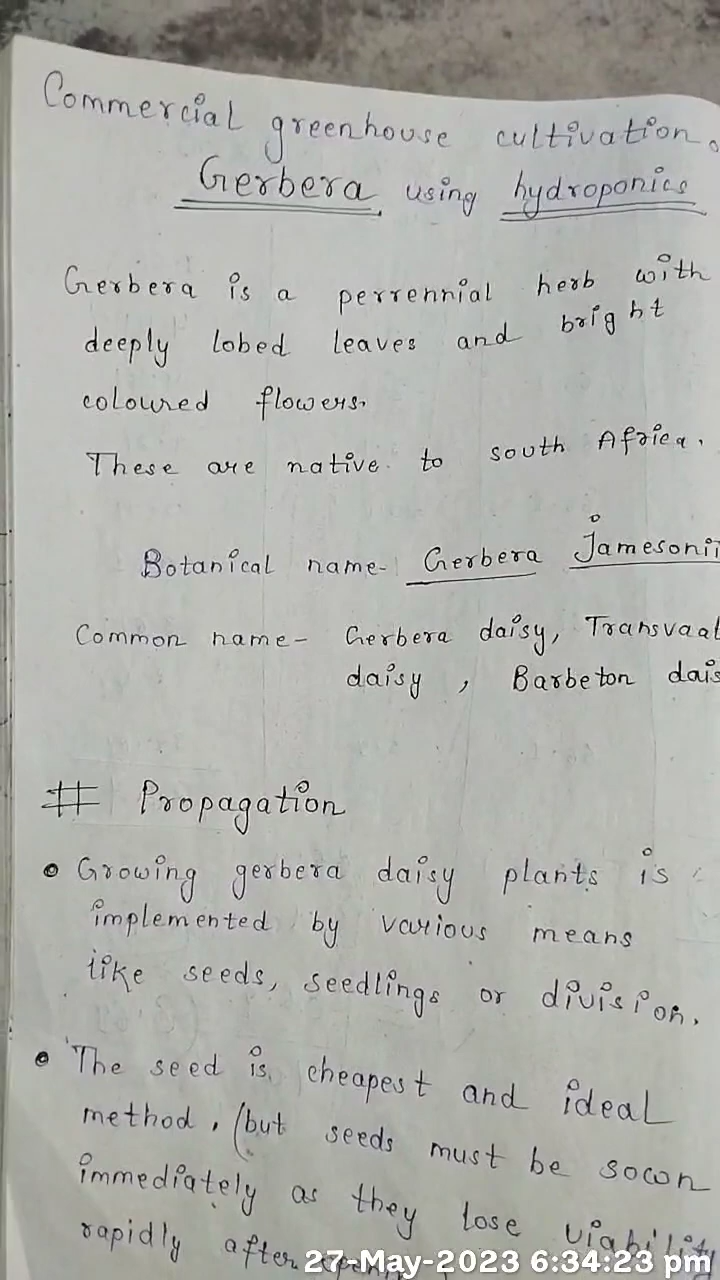 Commercial greenhouse cultivation.
Gerbera using hydroponics
Gerbera is a perrennial herb with
deeply lobed leaves and bright
coloured flowers.
These are native to south Africa.
Botanical name- Gerbera Jamesonii
Common name- Gerbera daisy, Transvaal
daisy, Barbeton dais
# Propagation
• Growing gerbera daisy plants is
implemented by various means
like seeds, seedlings or division.
• The seed is cheapest and ideal
method. (but seeds must be sown
immediately as they lose viability
rapidly after
27-May-2023 6:34:23 pm